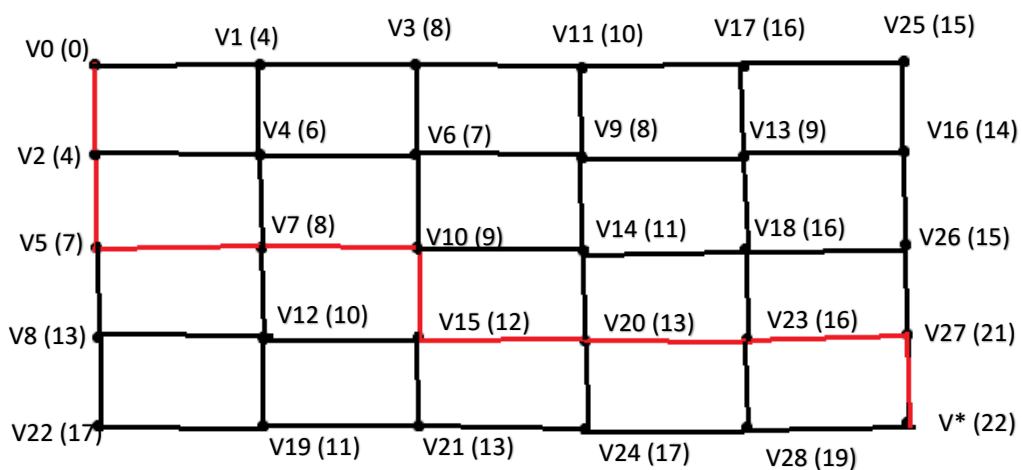 V0 (0) V1 (4) V3 (8) V11 (10) V17 (16) V25 (15)
V2 (4) V4 (6) V6 (7) V9 (8) V13 (9) V16 (14)
V5 (7) V7 (8) V10 (9) V14 (11) V18 (16) V26 (15)
V8 (13) V12 (10) V15 (12) V20 (13) V23 (16) V27 (21)
V22 (17) V19 (11) V21 (13) V24 (17) V28 (19) V* (22)